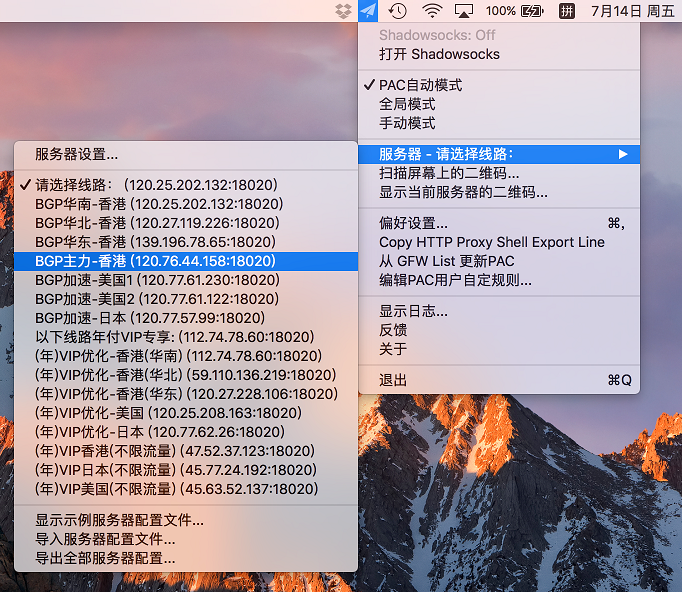 100% 拼 7月14日 周五
Shadowsocks: Off
打开 Shadowsocks
✓ PAC自动模式
全局模式
手动模式
服务器 - 请选择线路: ▶
扫描屏幕上的二维码...
显示当前服务器的二维码...
偏好设置... ⌘,
Copy HTTP Proxy Shell Export Line
从 GFW List 更新PAC
编辑PAC用户自定规则...
显示日志...
反馈
关于
退出 ⌘Q
服务器设置...
✓ 请选择线路: (120.25.202.132:18020)
BGP华南-香港 (120.25.202.132:18020)
BGP华北-香港 (120.27.119.226:18020)
BGP华东-香港 (139.196.78.65:18020)
BGP主力-香港 (120.76.44.158:18020)
BGP加速-美国1 (120.77.61.230:18020)
BGP加速-美国2 (120.77.61.122:18020)
BGP加速-日本 (120.77.57.99:18020)
以下线路年付VIP专享: (112.74.78.60:18020)
(年)VIP优化-香港(华南) (112.74.78.60:18020)
(年)VIP优化-香港(华北) (59.110.136.219:18020)
(年)VIP优化-香港(华东) (120.27.228.106:18020)
(年)VIP优化-美国 (120.25.208.163:18020)
(年)VIP优化-日本 (120.77.62.26:18020)
(年)VIP香港(不限流量) (47.52.37.123:18020)
(年)VIP日本(不限流量) (45.77.24.192:18020)
(年)VIP美国(不限流量) (45.63.52.137:18020)
显示示例服务器配置文件...
导入服务器配置文件...
导出全部服务器配置...